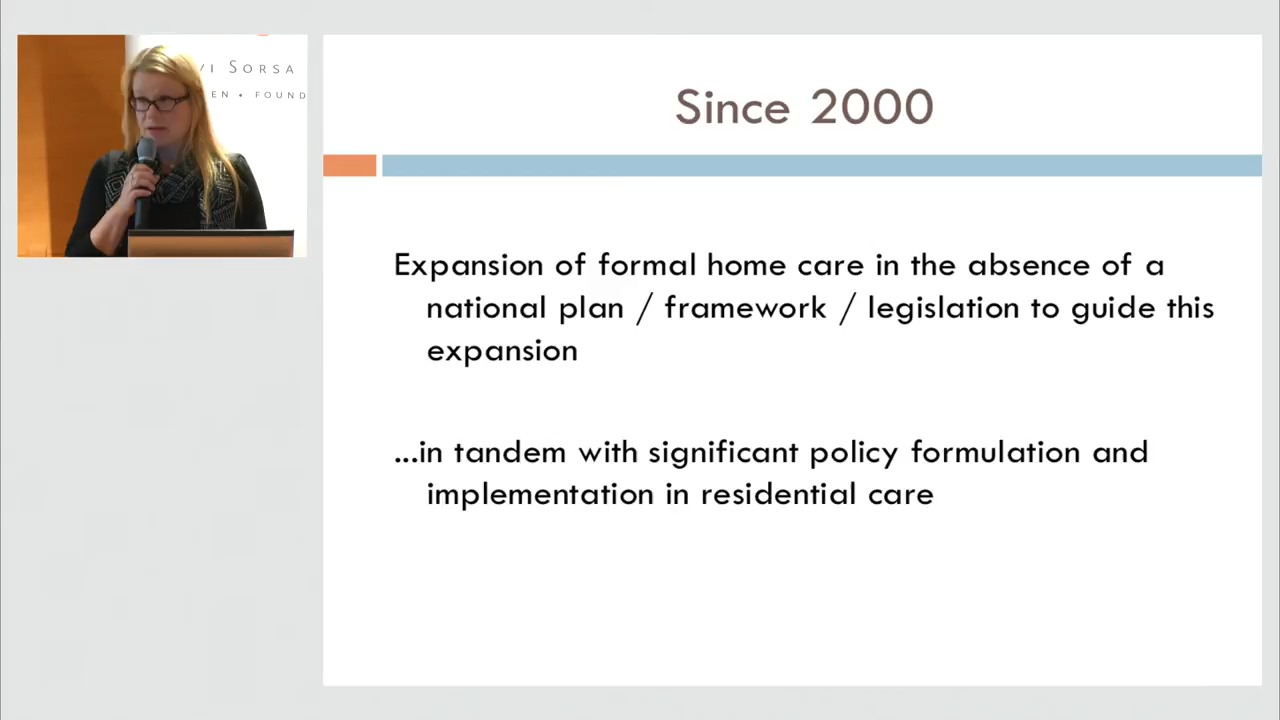 VI SORSA
EN • FOUND
Since 2000
Expansion of formal home care in the absence of a
national plan / framework / legislation to guide this
expansion
...in tandem with significant policy formulation and
implementation in residential care